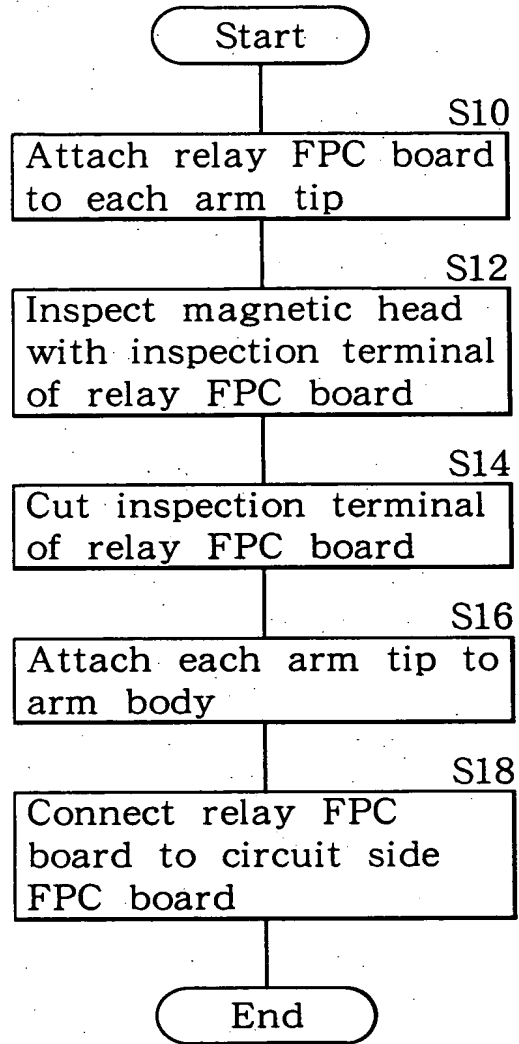 Start
S10
Attach relay FPC board
to each arm tip
S12
Inspect magnetic head
with inspection terminal
of relay FPC board
S14
Cut inspection terminal
of relay FPC board
S16
Attach each arm tip to
arm body
S18
Connect relay FPC
board to circuit side
FPC board
End